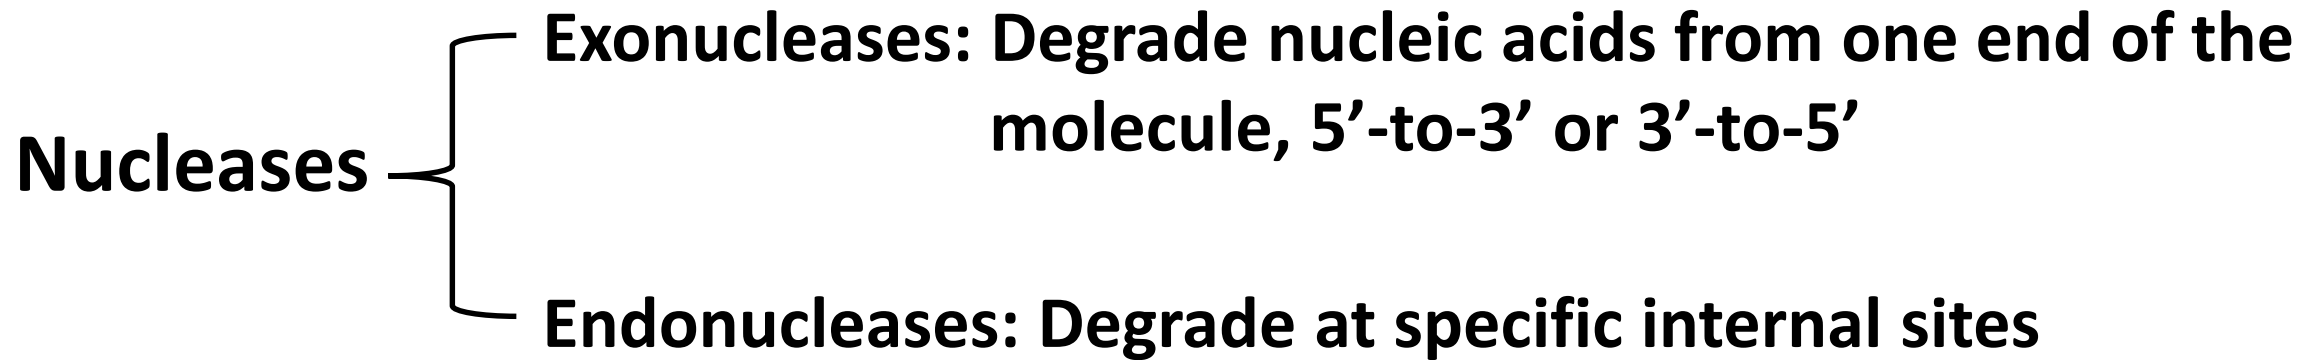 Exonucleases: Degrade nucleic acids from one end of the
molecule, 5’-to-3’ or 3’-to-5’
Nucleases
Endonucleases: Degrade at specific internal sites